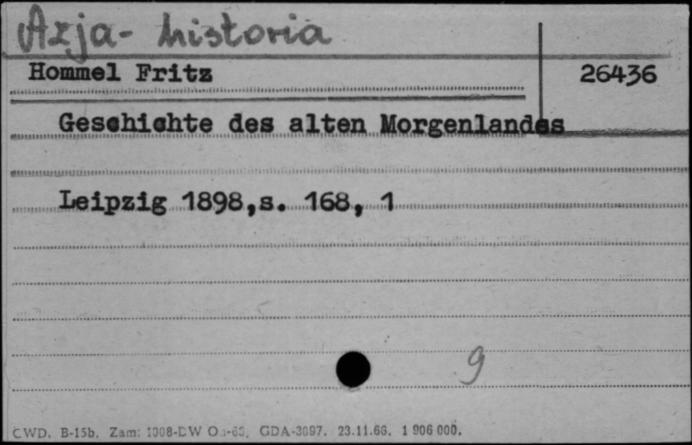 Azja- historia
Hommel Fritz
26436
Geschichte des alten Morgenlandes
Leipzig 1898,s. 168, 1
9
CWD. B-15b. Zam: 1008-DW GDA-3097. 23.11.66. 1 906 000.